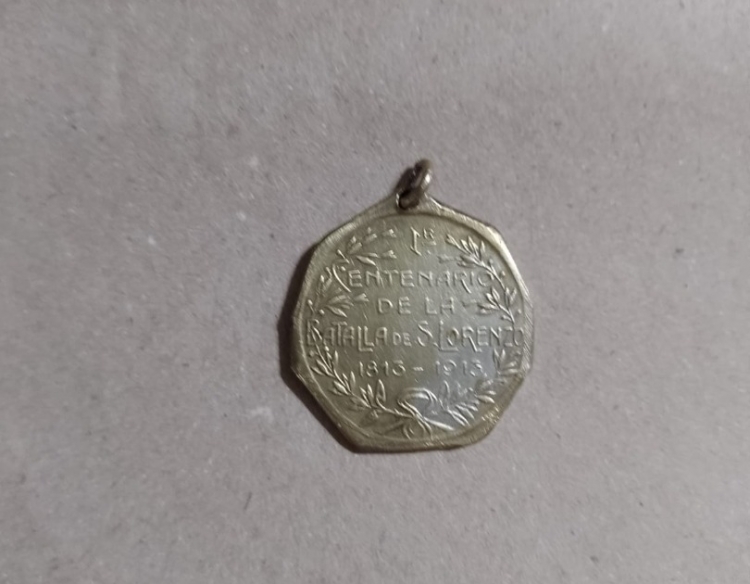 1ER
CENTENARIO
DE LA
BATALLA DE S. LORENZO
1813-1913